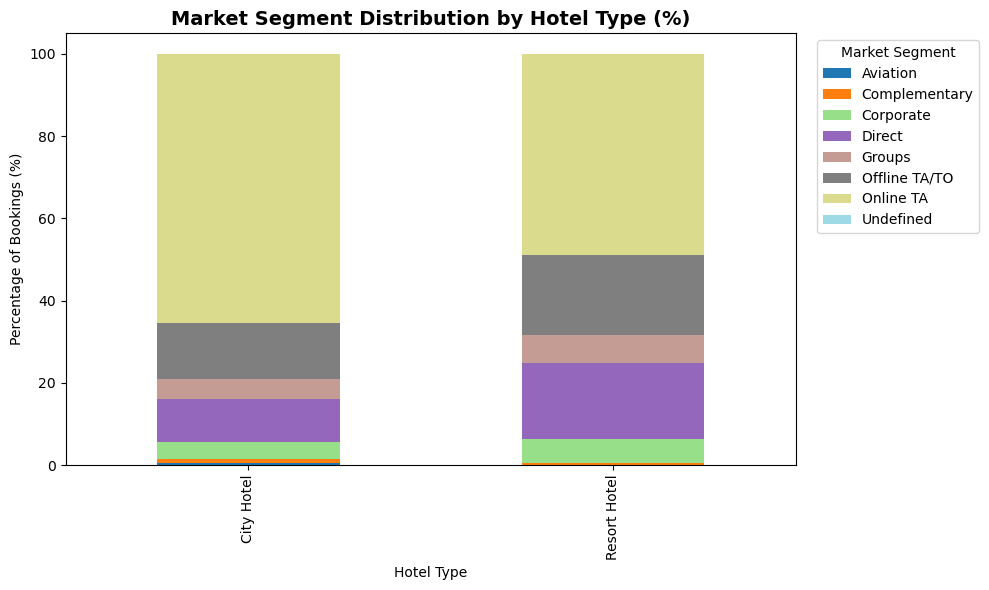 Market Segment Distribution by Hotel Type (%)
Percentage of Bookings (%)
100
80
60
40
20
0
City Hotel
Resort Hotel
Hotel Type
Market Segment
Aviation
Complementary
Corporate
Direct
Groups
Offline TA/TO
Online TA
Undefined